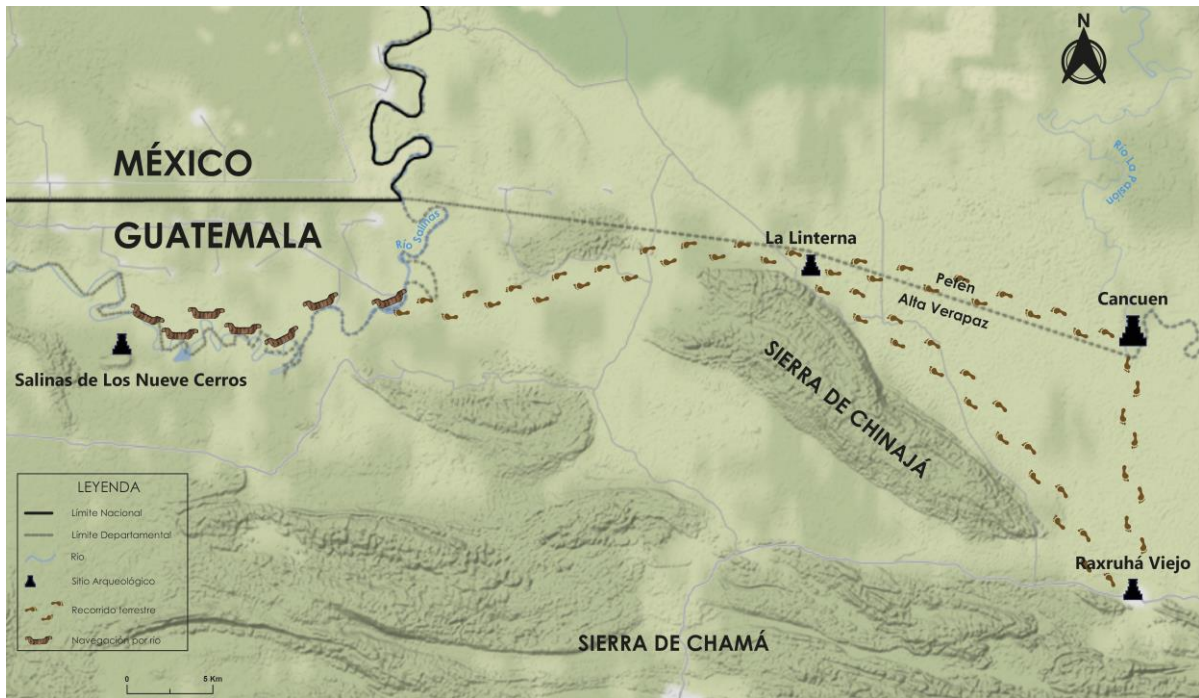 N
MÉXICO
GUATEMALA
Río Salinas
Río La Pasión
La Linterna
Petén
Alta Verapaz
Cancuen
Salinas de Los Nueve Cerros
SIERRA DE CHINAJÁ
LEYENDA
Límite Nacional
Límite Departamental
Río
Sitio Arqueológico
Recorrido terrestre
Navegación por río
Raxruhá Viejo
SIERRA DE CHAMÁ
0 5 Km